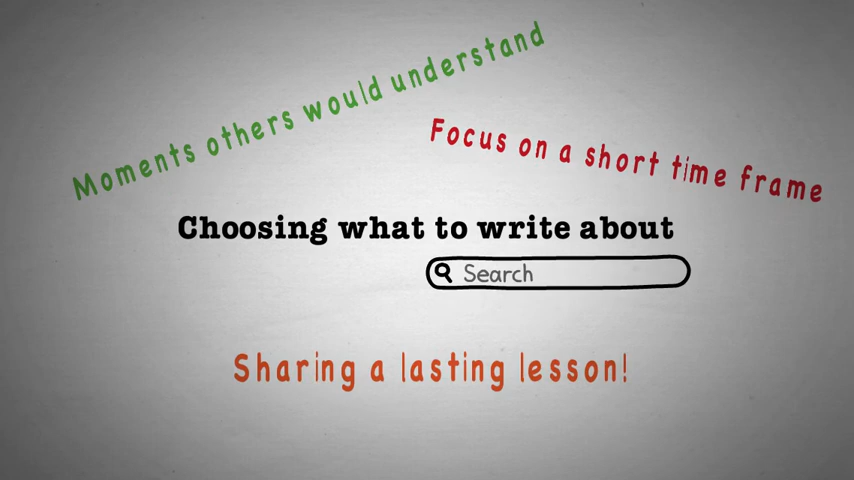 Moments others would understand
Focus on a short time frame
Choosing what to write about
Search
Sharing a lasting lesson!